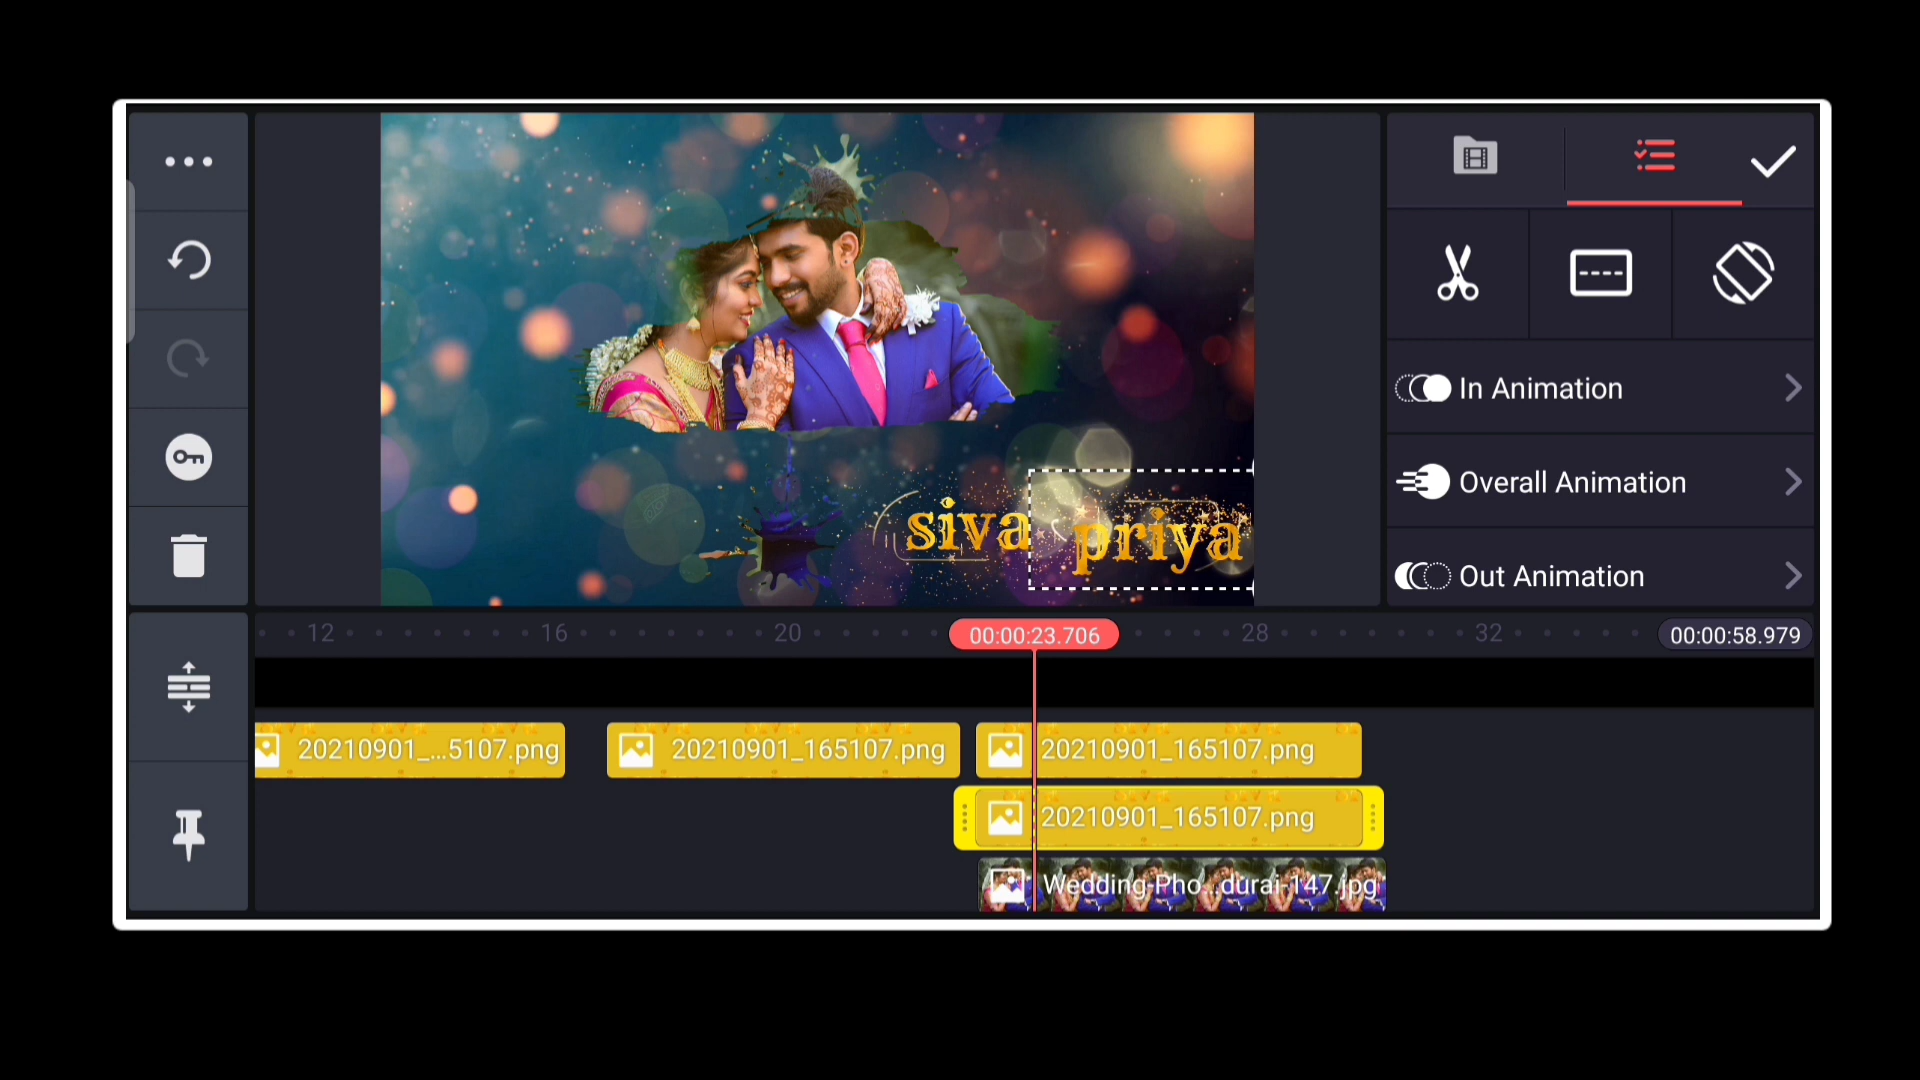 siva priya
In Animation
Overall Animation
Out Animation
12 16 20 00:00:23.706 28 32 00:00:58.979
20210901_...5107.png 20210901_165107.png 20210901_165107.png
20210901_165107.png
Wedding-Pho...durai-147.jpg